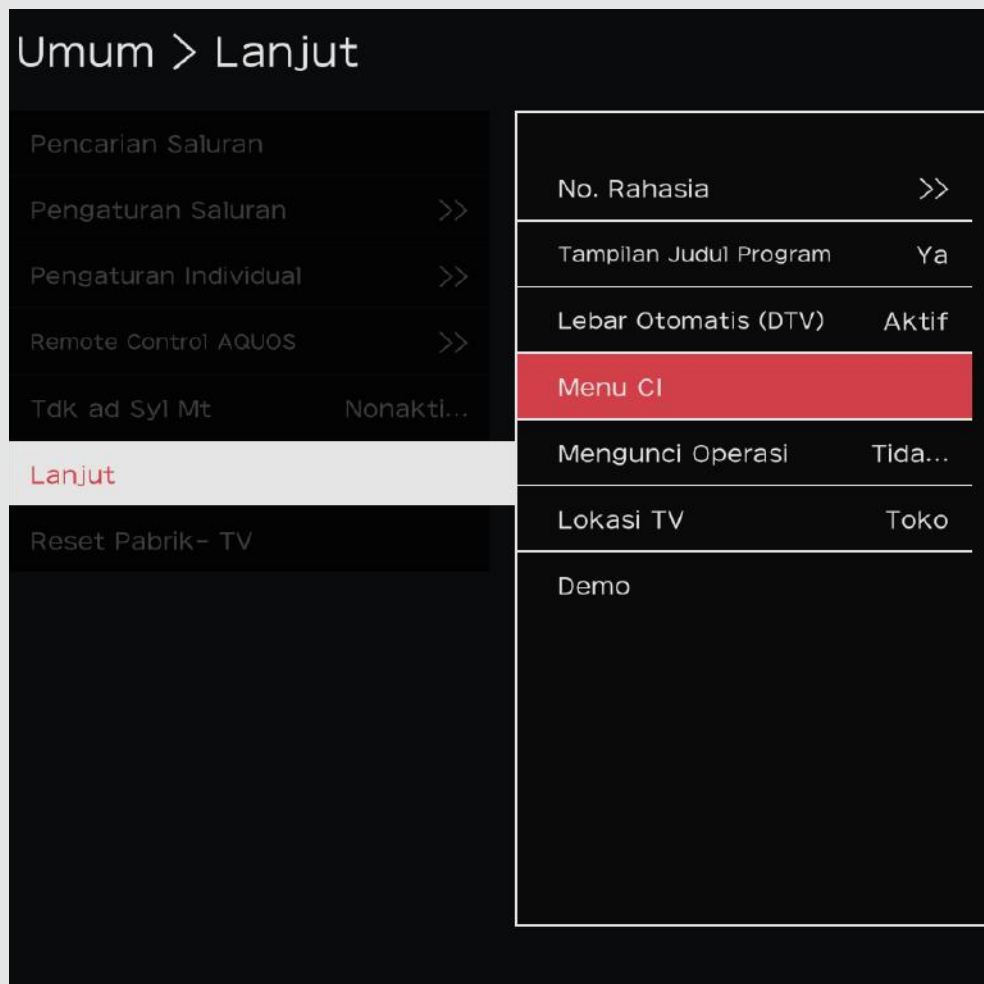 Umum > Lanjut
Pencarian Saluran
Pengaturan Saluran >>
Pengaturan Individual >>
Remote Control AQUOS >>
Tdk ad Syl Mt Nonakti...
Lanjut
Reset Pabrik- TV
No. Rahasia >>
Tampilan Judul Program Ya
Lebar Otomatis (DTV) Aktif
Menu CI
Mengunci Operasi Tida...
Lokasi TV Toko
Demo